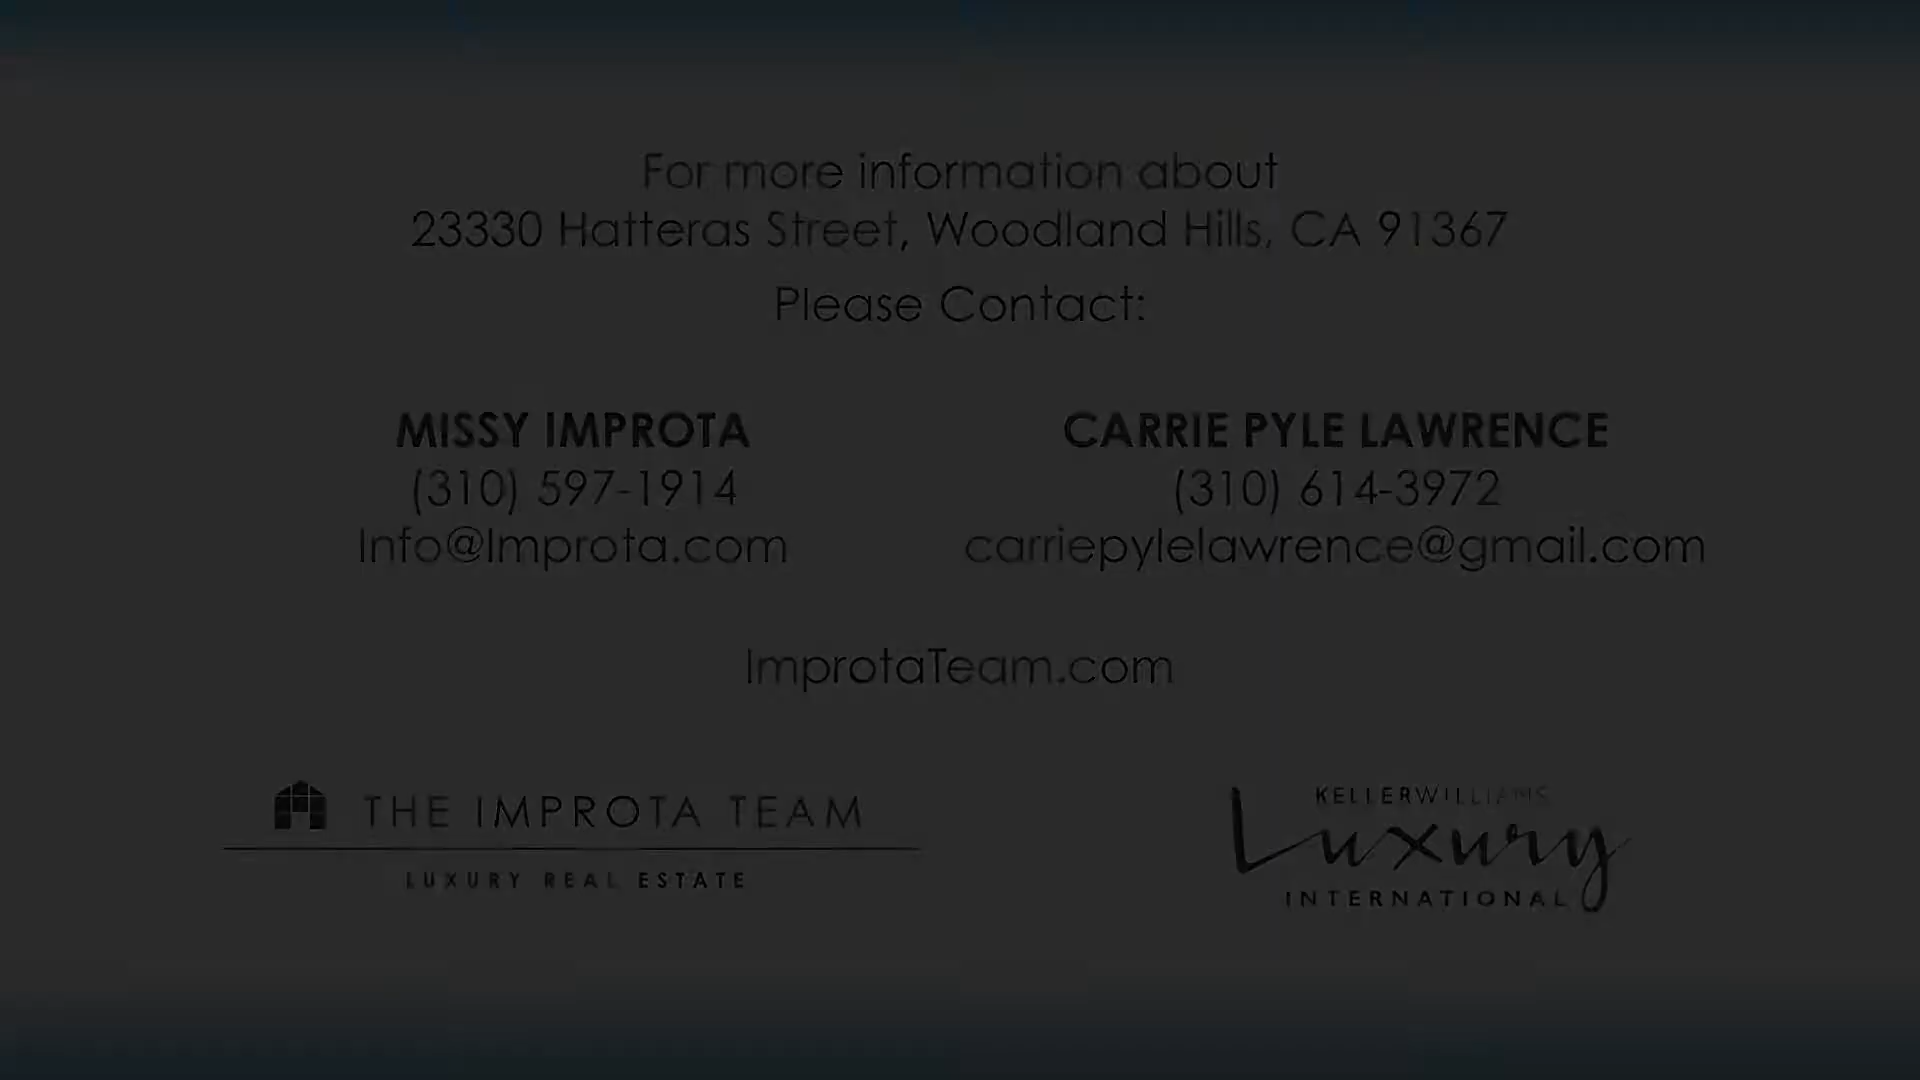 For more information about
23330 Hatteras Street, Woodland Hills, CA 91367
Please Contact:
MISSY IMPROTA
(310) 597-1914
Info@Improta.com
CARRIE PYLE LAWRENCE
(310) 614-3972
carriepylelawrence@gmail.com
ImprotaTeam.com
THE IMPROTA TEAM
LUXURY REAL ESTATE
KELLERWILLIAMS
Luxury
INTERNATIONAL